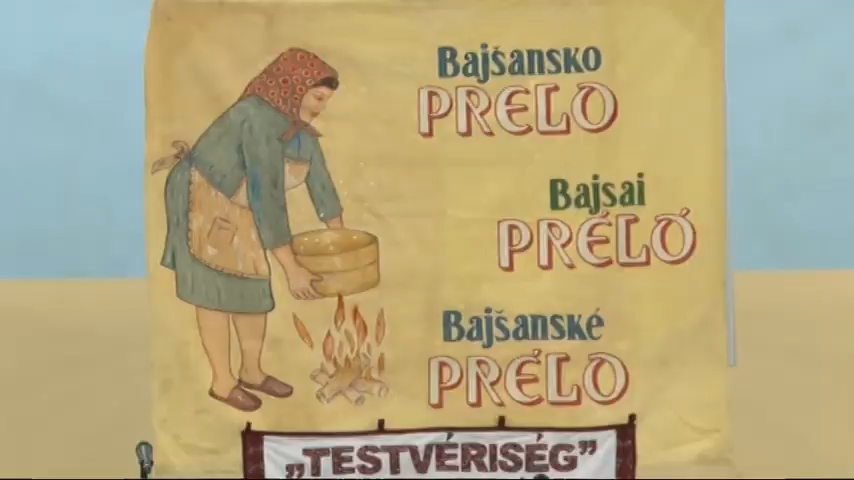 Bajšansko
PRELO
Bajsai
PRÉLÓ
Bajšanské
PRÉLO
„TESTVÉRISÉG”